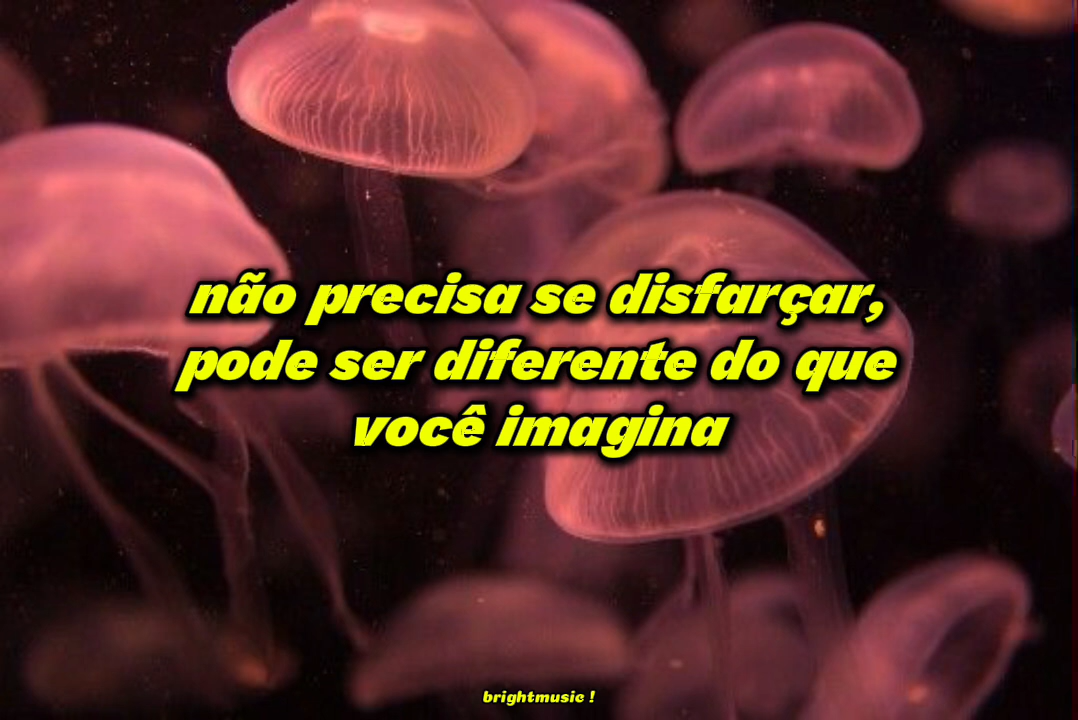 não precisa se disfarçar,
pode ser diferente do que
você imagina
brightmusic !